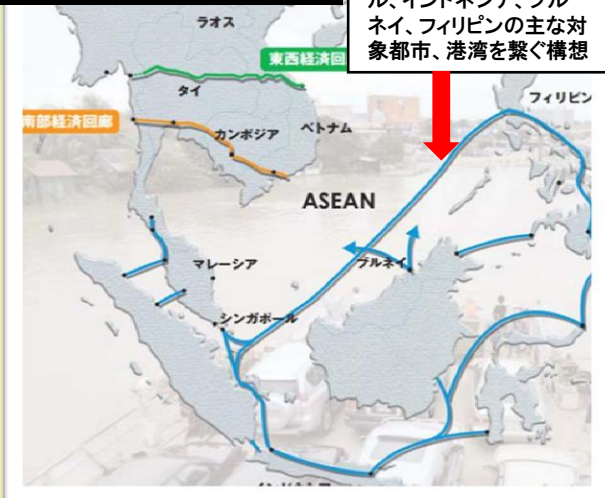 ル、インドネシア、ブル
ネイ、フィリピンの主な対
象都市、港湾を繋ぐ構想
ラオス
東西経済回
タイ
フィリピン
南部経済回廊
カンボジア
ベトナム
ASEAN
マレーシア
ブルネイ
シンガポール